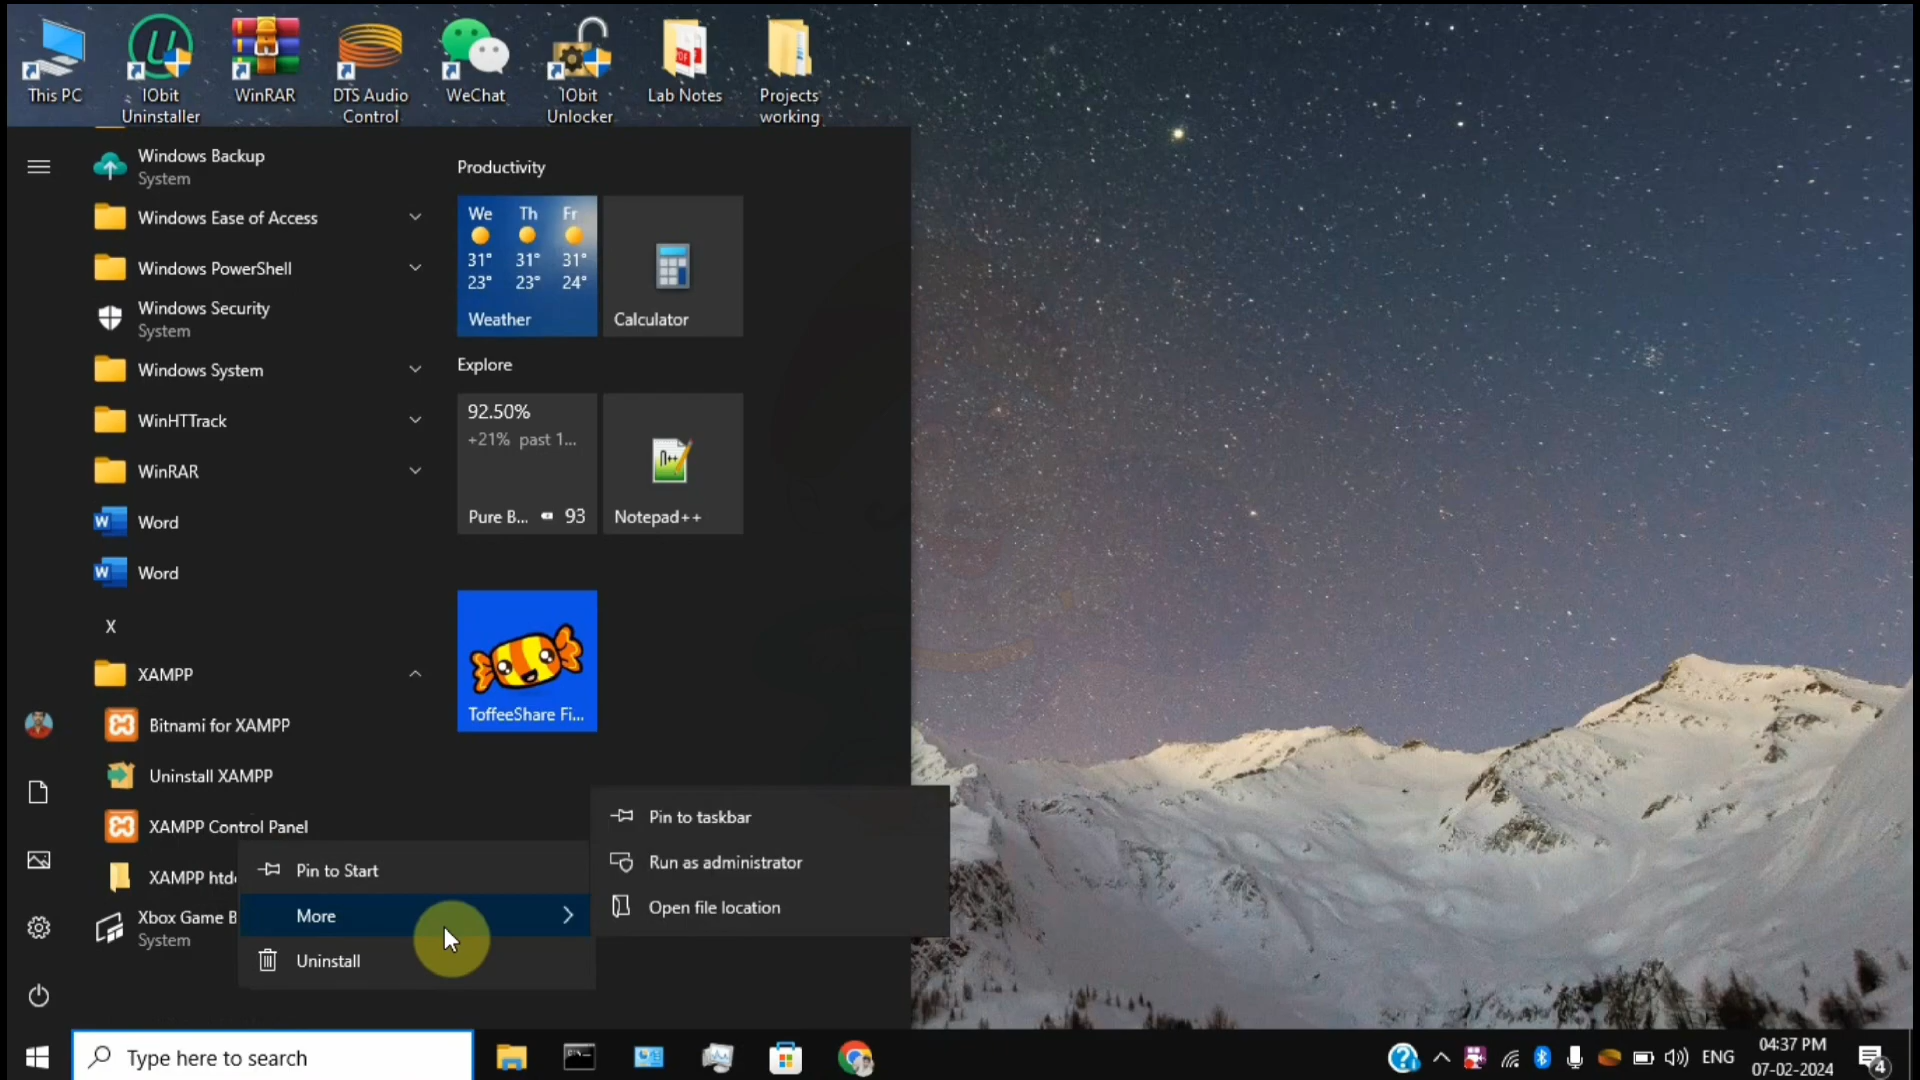 This PC
IObit
Uninstaller
WinRAR
DTS Audio
Control
WeChat
IObit
Unlocker
Lab Notes
Projects
working
Windows Backup
System
Windows Ease of Access
Windows PowerShell
Windows Security
System
Windows System
WinHTTrack
WinRAR
Word
Word
X
XAMPP
Bitnami for XAMPP
Uninstall XAMPP
XAMPP Control Panel
XAMPP htdo
Xbox Game B
System
Productivity
We Th Fr
31° 31° 31°
23° 23° 24°
Weather
Calculator
Explore
92.50%
+21% past 1...
Pure B... 93
Notepad++
ToffeeShare Fi...
Pin to Start
More
Uninstall
Pin to taskbar
Run as administrator
Open file location
Type here to search
ENG
04:37 PM
07-02-2024
4